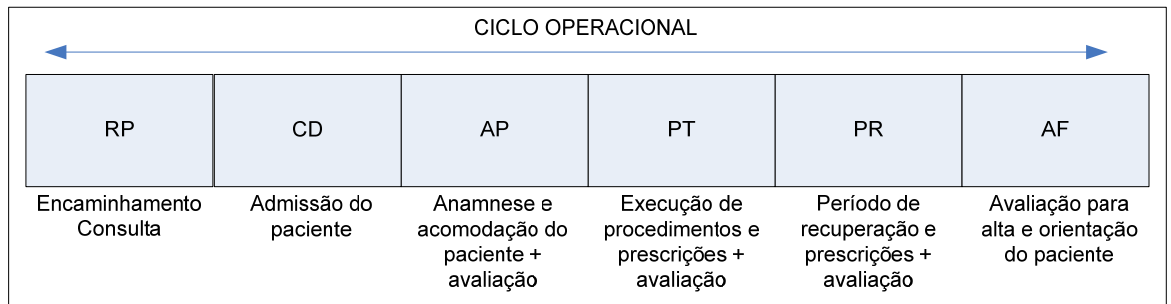 CICLO OPERACIONAL
RP
CD
AP
PT
PR
AF
Encaminhamento
Consulta
Admissão do
paciente
Anamnese e
acomodação do
paciente +
avaliação
Execução de
procedimentos e
prescrições +
avaliação
Período de
recuperação e
prescrições +
avaliação
Avaliação para
alta e orientação
do paciente